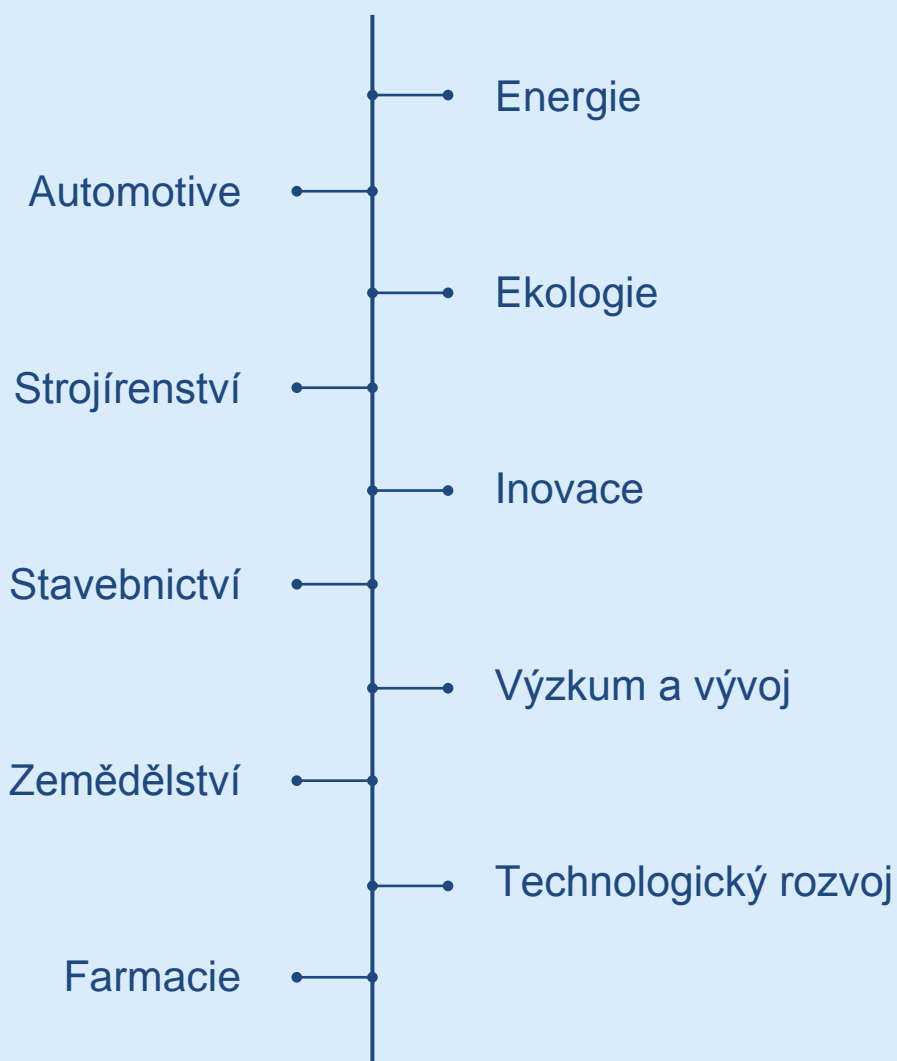 Energie
Automotive
Ekologie
Strojírenství
Inovace
Stavebnictví
Výzkum a vývoj
Zemědělství
Technologický rozvoj
Farmacie